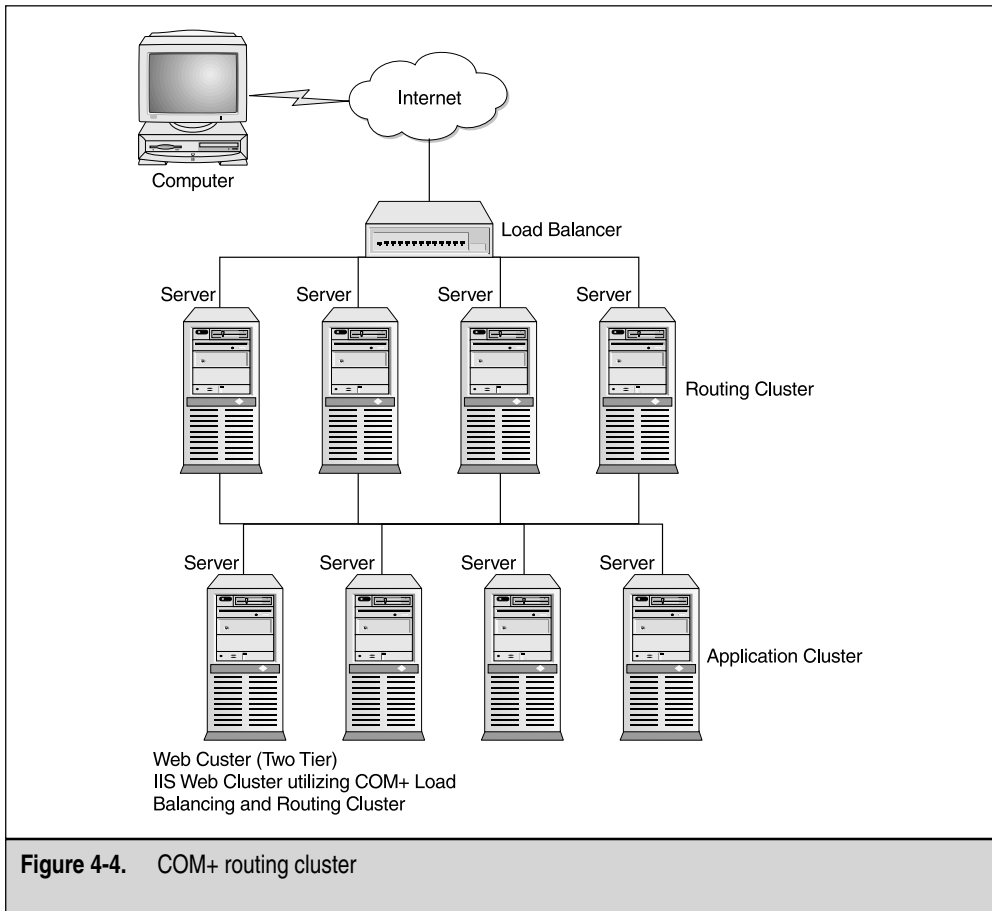 Internet
Computer
Load Balancer
Server Server Server Server
Routing Cluster
Server Server Server Server
Application Cluster
Web Custer (Two Tier)
IIS Web Cluster utilizing COM+ Load
Balancing and Routing Cluster
Figure 4-4. COM+ routing cluster